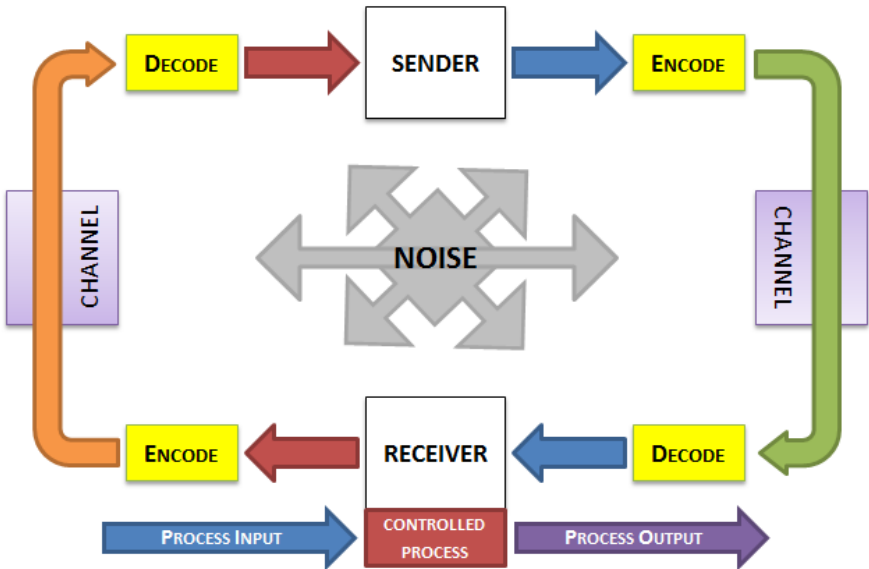 DECODE
SENDER
ENCODE
CHANNEL
NOISE
CHANNEL
ENCODE
RECEIVER
DECODE
PROCESS INPUT
CONTROLLED
PROCESS
PROCESS OUTPUT